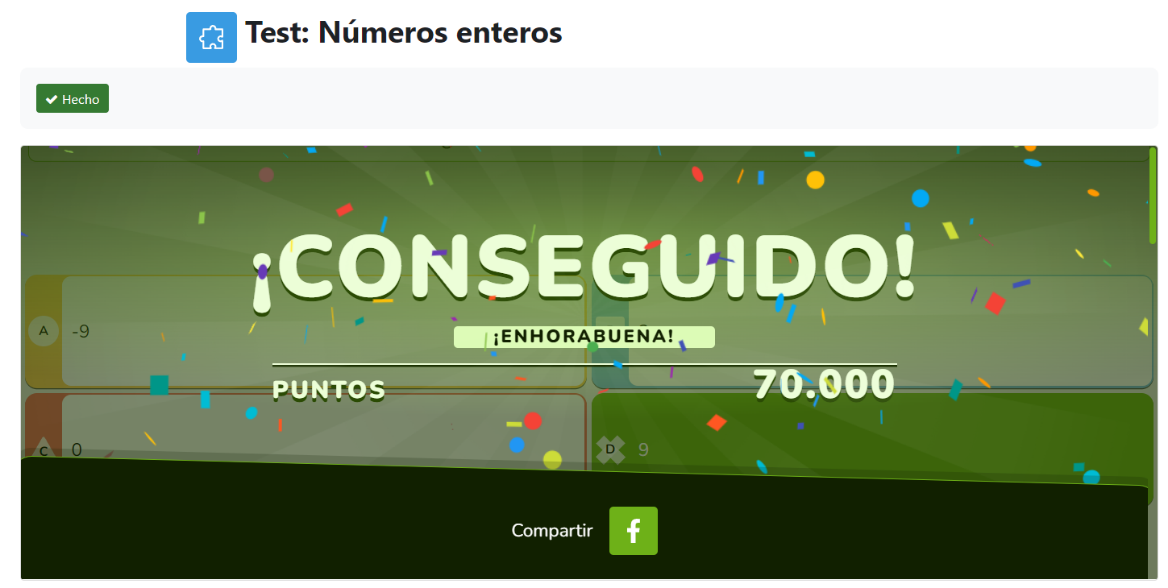 Test: Números enteros
Hecho
¡CONSEGUIDO!
¡ENHORABUENA!
A -9
PUNTOS 70.000
C 0
D 9
Compartir